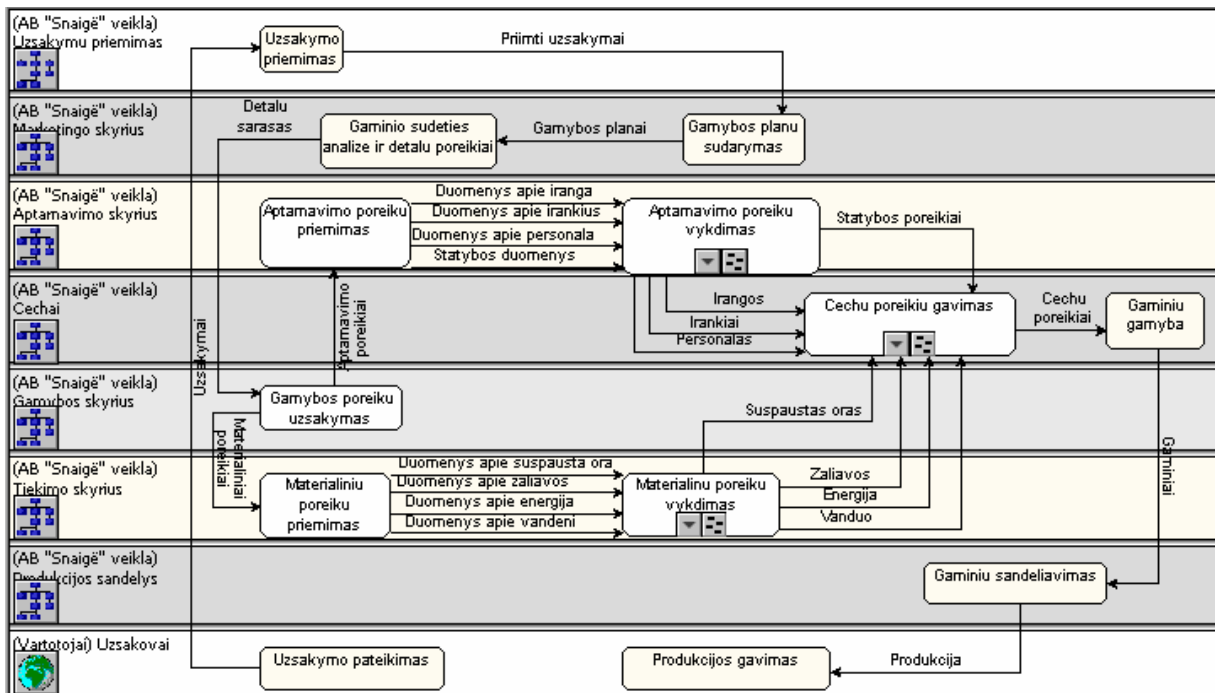 (AB "Snaigė" veikla)
Uzsakymu priemimas
Uzsakymo
priemimas
Priimti uzsakymai
(AB "Snaigė" veikla)
Marketingo skyrius
Detalu
sarasas
Gaminio sudeties
analize ir detalu poreikiai
Gamybos planai
Gamybos planu
sudarymas
(AB "Snaigė" veikla)
Aptarnavimo skyrius
Aptarnavimo poreiku
priemimas
Duomenys apie iranga
Duomenys apie irankius
Duomenys apie personala
Statybos duomenys
Aptarnavimo poreiku
vykdimas
Statybos poreikiai
(AB "Snaigė" veikla)
Cechai
Uzsakymai
Aptarnavimo
poreikiai
Irangos
Irankiai
Personalas
Cechu poreikiu gavimas
Cechu
poreikiai
Gaminiu
gamyba
(AB "Snaigė" veikla)
Gamybos skyrius
Gamybos poreiku
uzsakymas
Materialiniai
poreikiai
Suspaustas oras
Gaminiai
(AB "Snaigė" veikla)
Tiekimo skyrius
Materialiniu
poreiku
priemimas
Duomenys apie suspausta ora
Duomenys apie zaliavos
Duomenys apie energija
Duomenys apie vandeni
Materialinu poreiku
vykdimas
Zaliavos
Energija
Vanduo
(AB "Snaigė" veikla)
Produkcijos sandelys
Gaminiu sandeliavimas
(Vartotojai) Uzsakovai
Uzsakymo pateikimas
Produkcijos gavimas
Produkcija